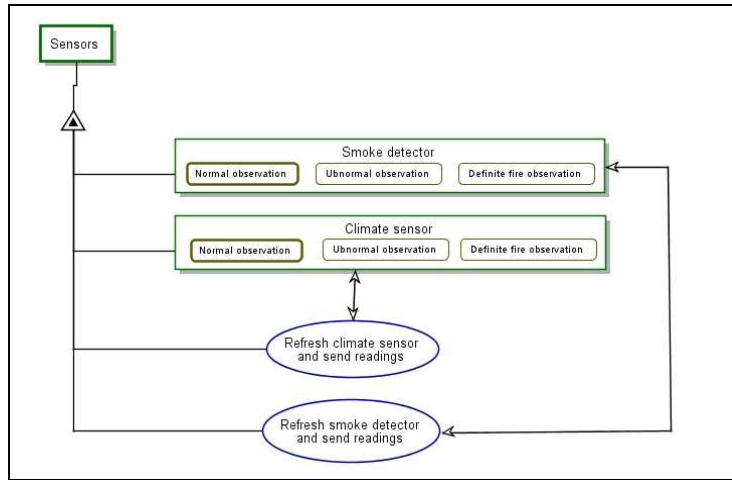 Sensors
Smoke detector
Normal observation
Ubnormal observation
Definite fire observation
Climate sensor
Normal observation
Ubnormal observation
Definite fire observation
Refresh climate sensor
and send readings
Refresh smoke detector
and send readings